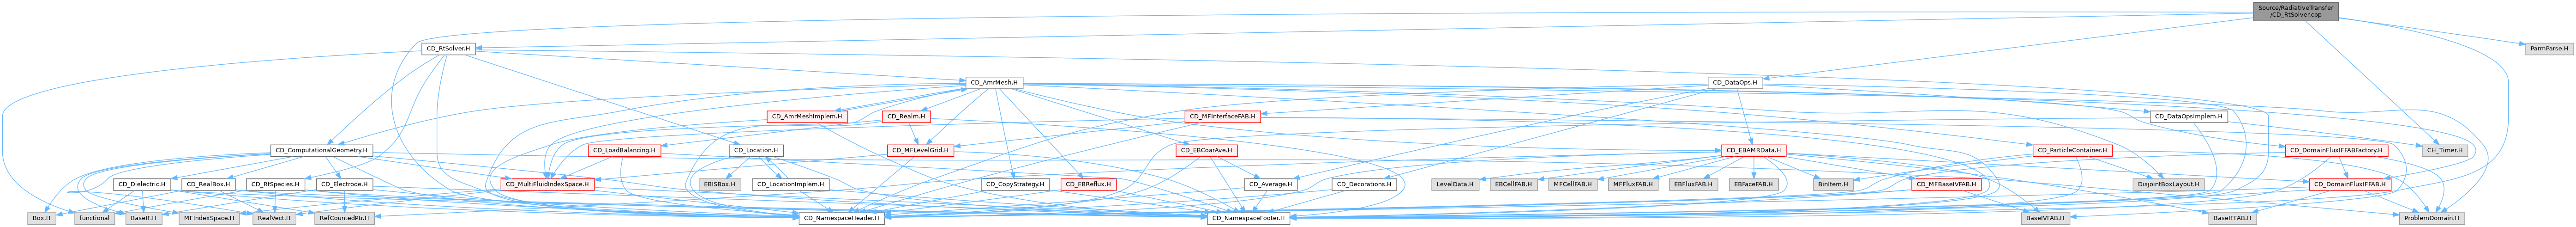 Source/RadiativeTransfer
/CD_RtSolver.cpp
CD_RtSolver.H
ParmParse.H
CD_AmrMesh.H
CD_DataOps.H
CD_AmrMeshImplem.H
CD_Realm.H
CD_MFInterfaceFAB.H
CD_DataOpsImplem.H
CD_ComputationalGeometry.H
CD_LoadBalancing.H
CD_Location.H
CD_MFLevelGrid.H
CD_EBCoarAve.H
CD_EBAMRData.H
CD_ParticleContainer.H
CD_DomainFluxIFFABFactory.H
CH_Timer.H
CD_Dielectric.H
CD_RealBox.H
CD_RtSpecies.H
CD_Electrode.H
CD_MultiFluidIndexSpace.H
EBISBox.H
CD_LocationImplem.H
CD_CopyStrategy.H
CD_EBReflux.H
CD_Average.H
CD_Decorations.H
LevelData.H
EBCellFAB.H
MFCellFAB.H
MFFluxFAB.H
EBFluxFAB.H
EBFaceFAB.H
BinItem.H
CD_MFBaseIVFAB.H
DisjointBoxLayout.H
CD_DomainFluxIFFAB.H
Box.H
functional
BaseIF.H
MFIndexSpace.H
RealVect.H
RefCountedPtr.H
CD_NamespaceHeader.H
CD_NamespaceFooter.H
BaseIVFAB.H
BaseIFFAB.H
ProblemDomain.H